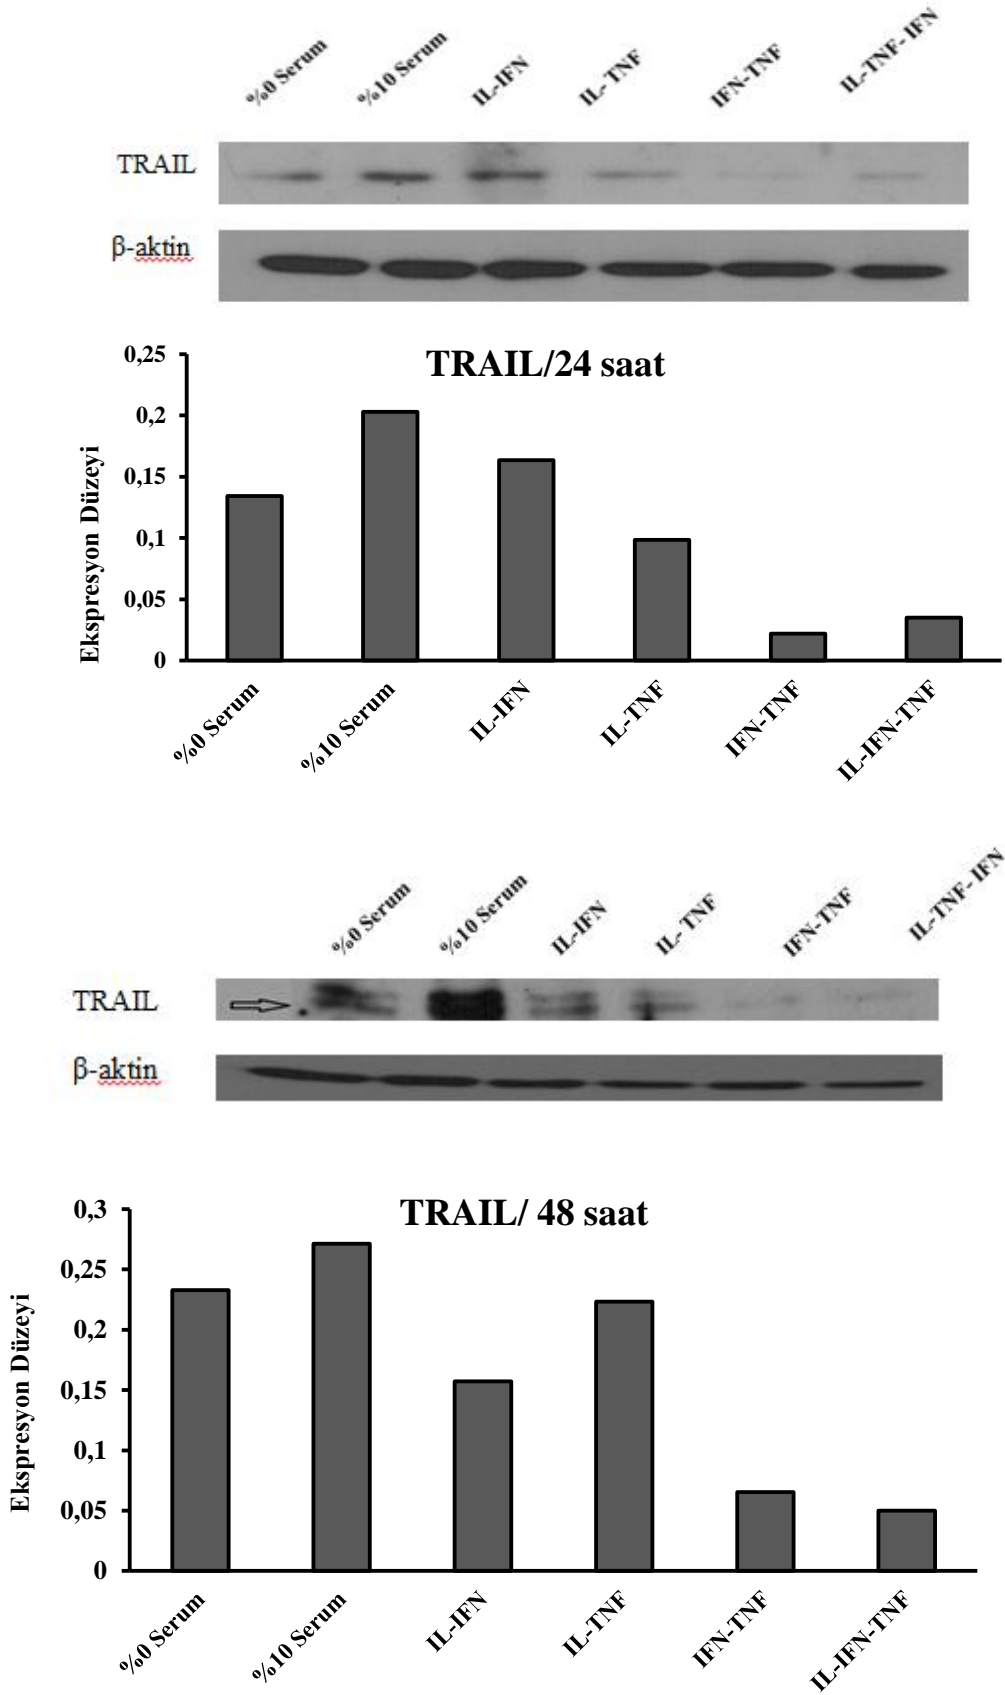 %0 Serum
%10 Serum
IL-IFN
IL- TNF
IFN-TNF
IL-TNF- IFN
TRAIL
β-aktin
TRAIL/24 saat
Ekspresyon Düzeyi
0,25
0,2
0,15
0,1
0,05
0
%0 Serum
%10 Serum
IL-IFN
IL-TNF
IFN-TNF
IL-IFN-TNF
%0 Serum
%10 Serum
IL-IFN
IL- TNF
IFN-TNF
IL-TNF- IFN
TRAIL
β-aktin
TRAIL/ 48 saat
Ekspresyon Düzeyi
0,3
0,25
0,2
0,15
0,1
0,05
0
%0 Serum
%10 Serum
IL-IFN
IL-TNF
IFN-TNF
IL-IFN-TNF